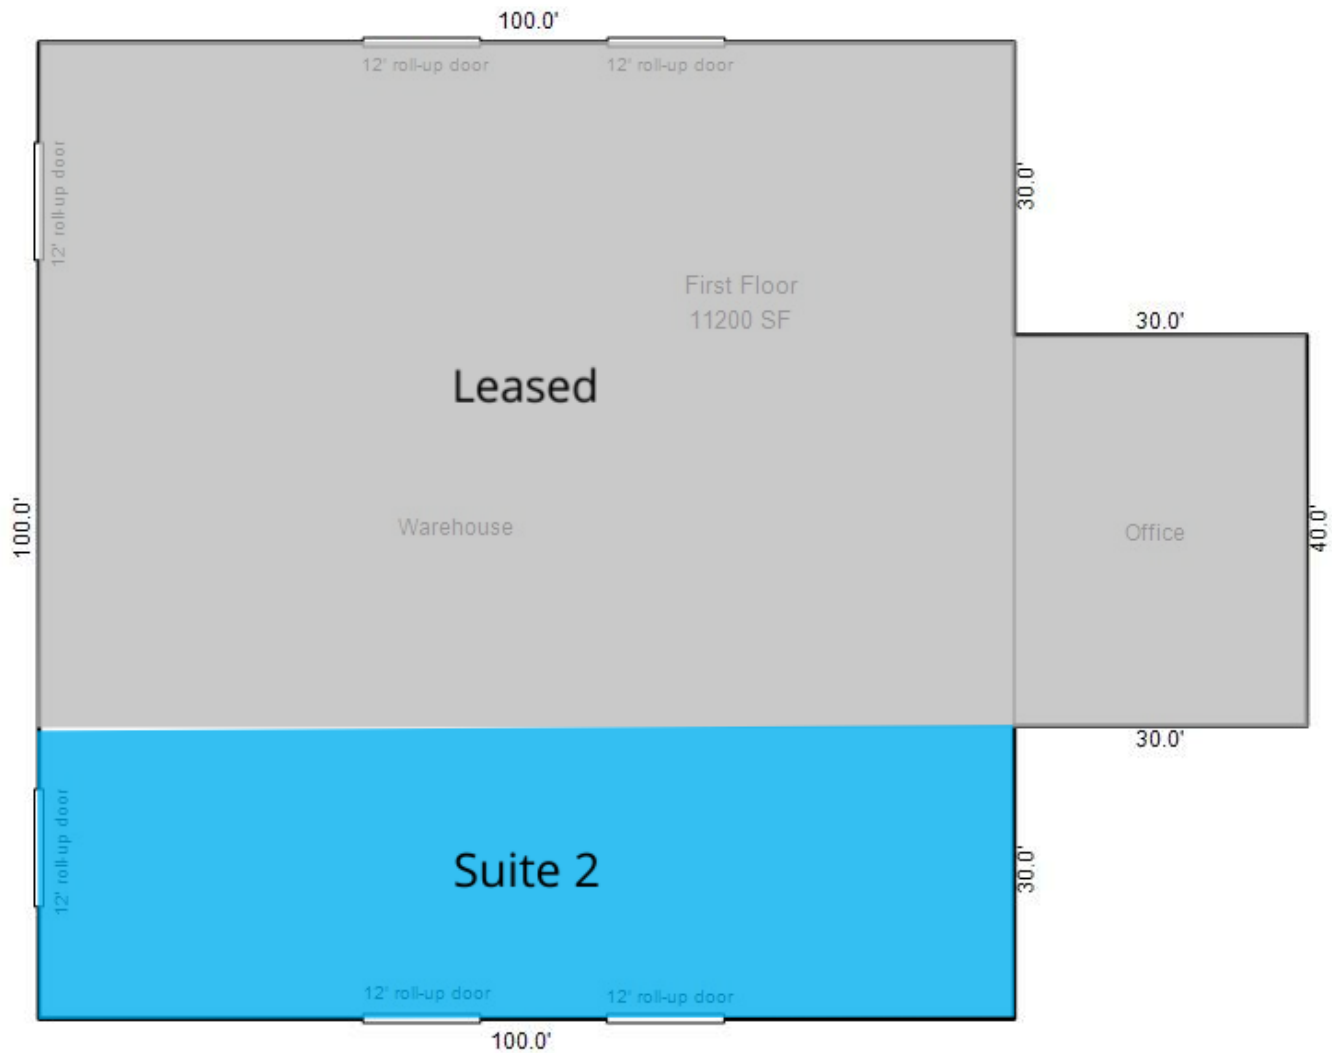 100.0'
12' roll-up door
12' roll-up door
12' roll-up door
30.0'
First Floor
11200 SF
30.0'
Leased
100.0'
Warehouse
Office
40.0'
30.0'
12' roll-up door
Suite 2
30.0'
12' roll-up door
12' roll-up door
100.0'